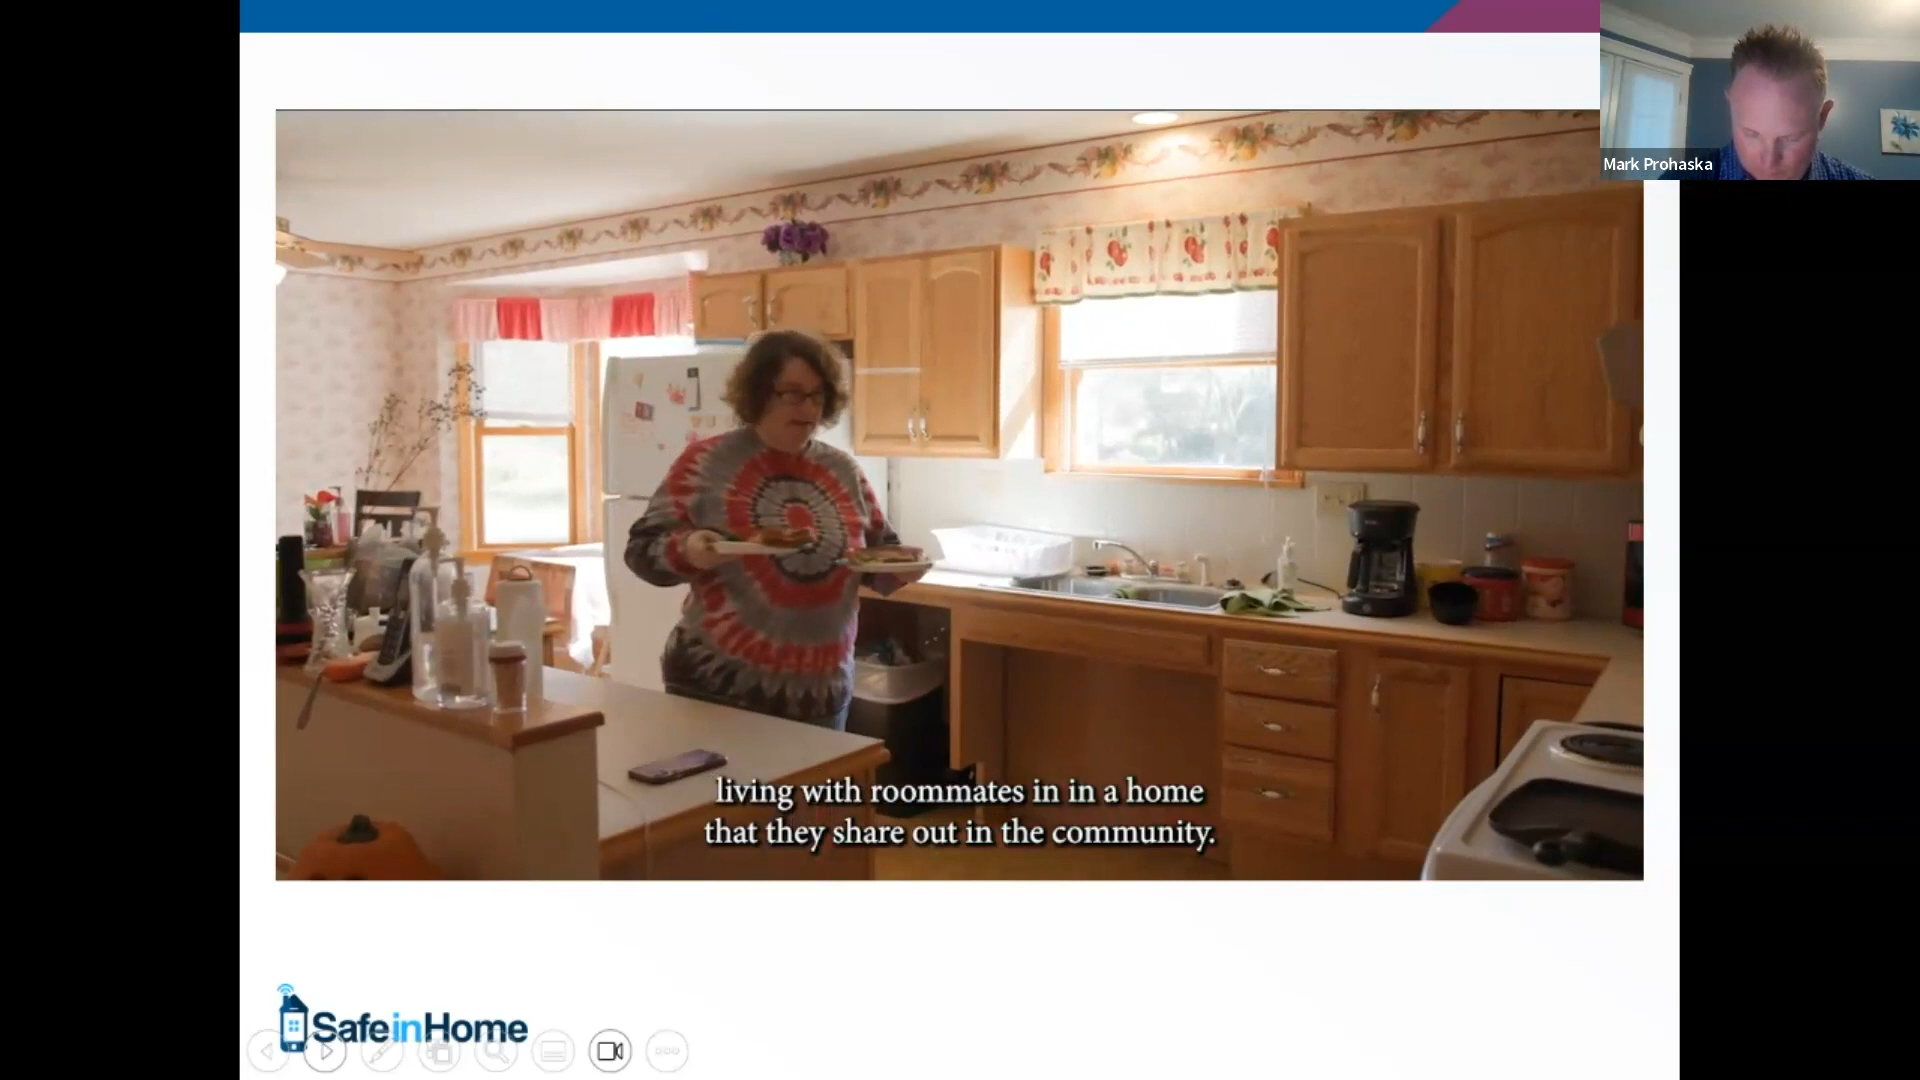 Mark Prohaska
living with roommates in in a home
that they share out in the community.
SafeinHome